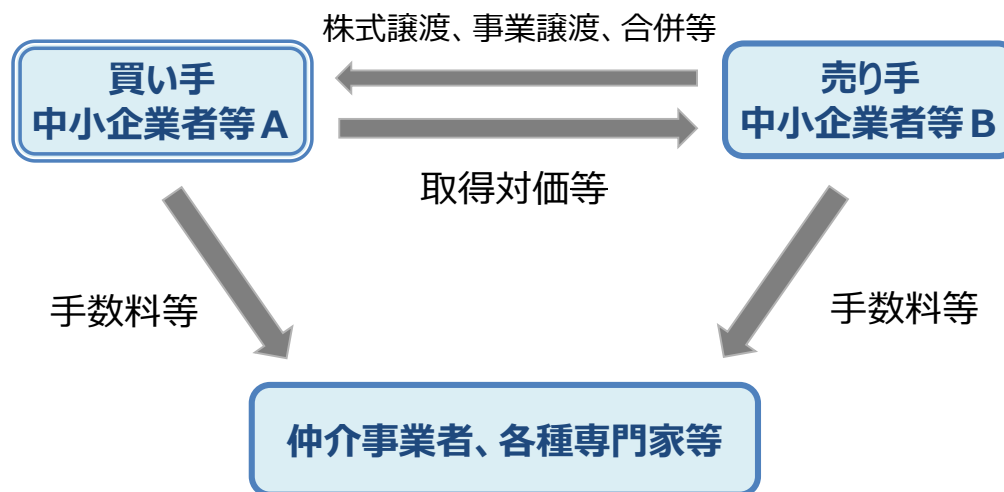 株式譲渡、事業譲渡、合併等
買い手
中小企業者等A
売り手
中小企業者等B
取得対価等
手数料等
手数料等
仲介事業者、各種専門家等